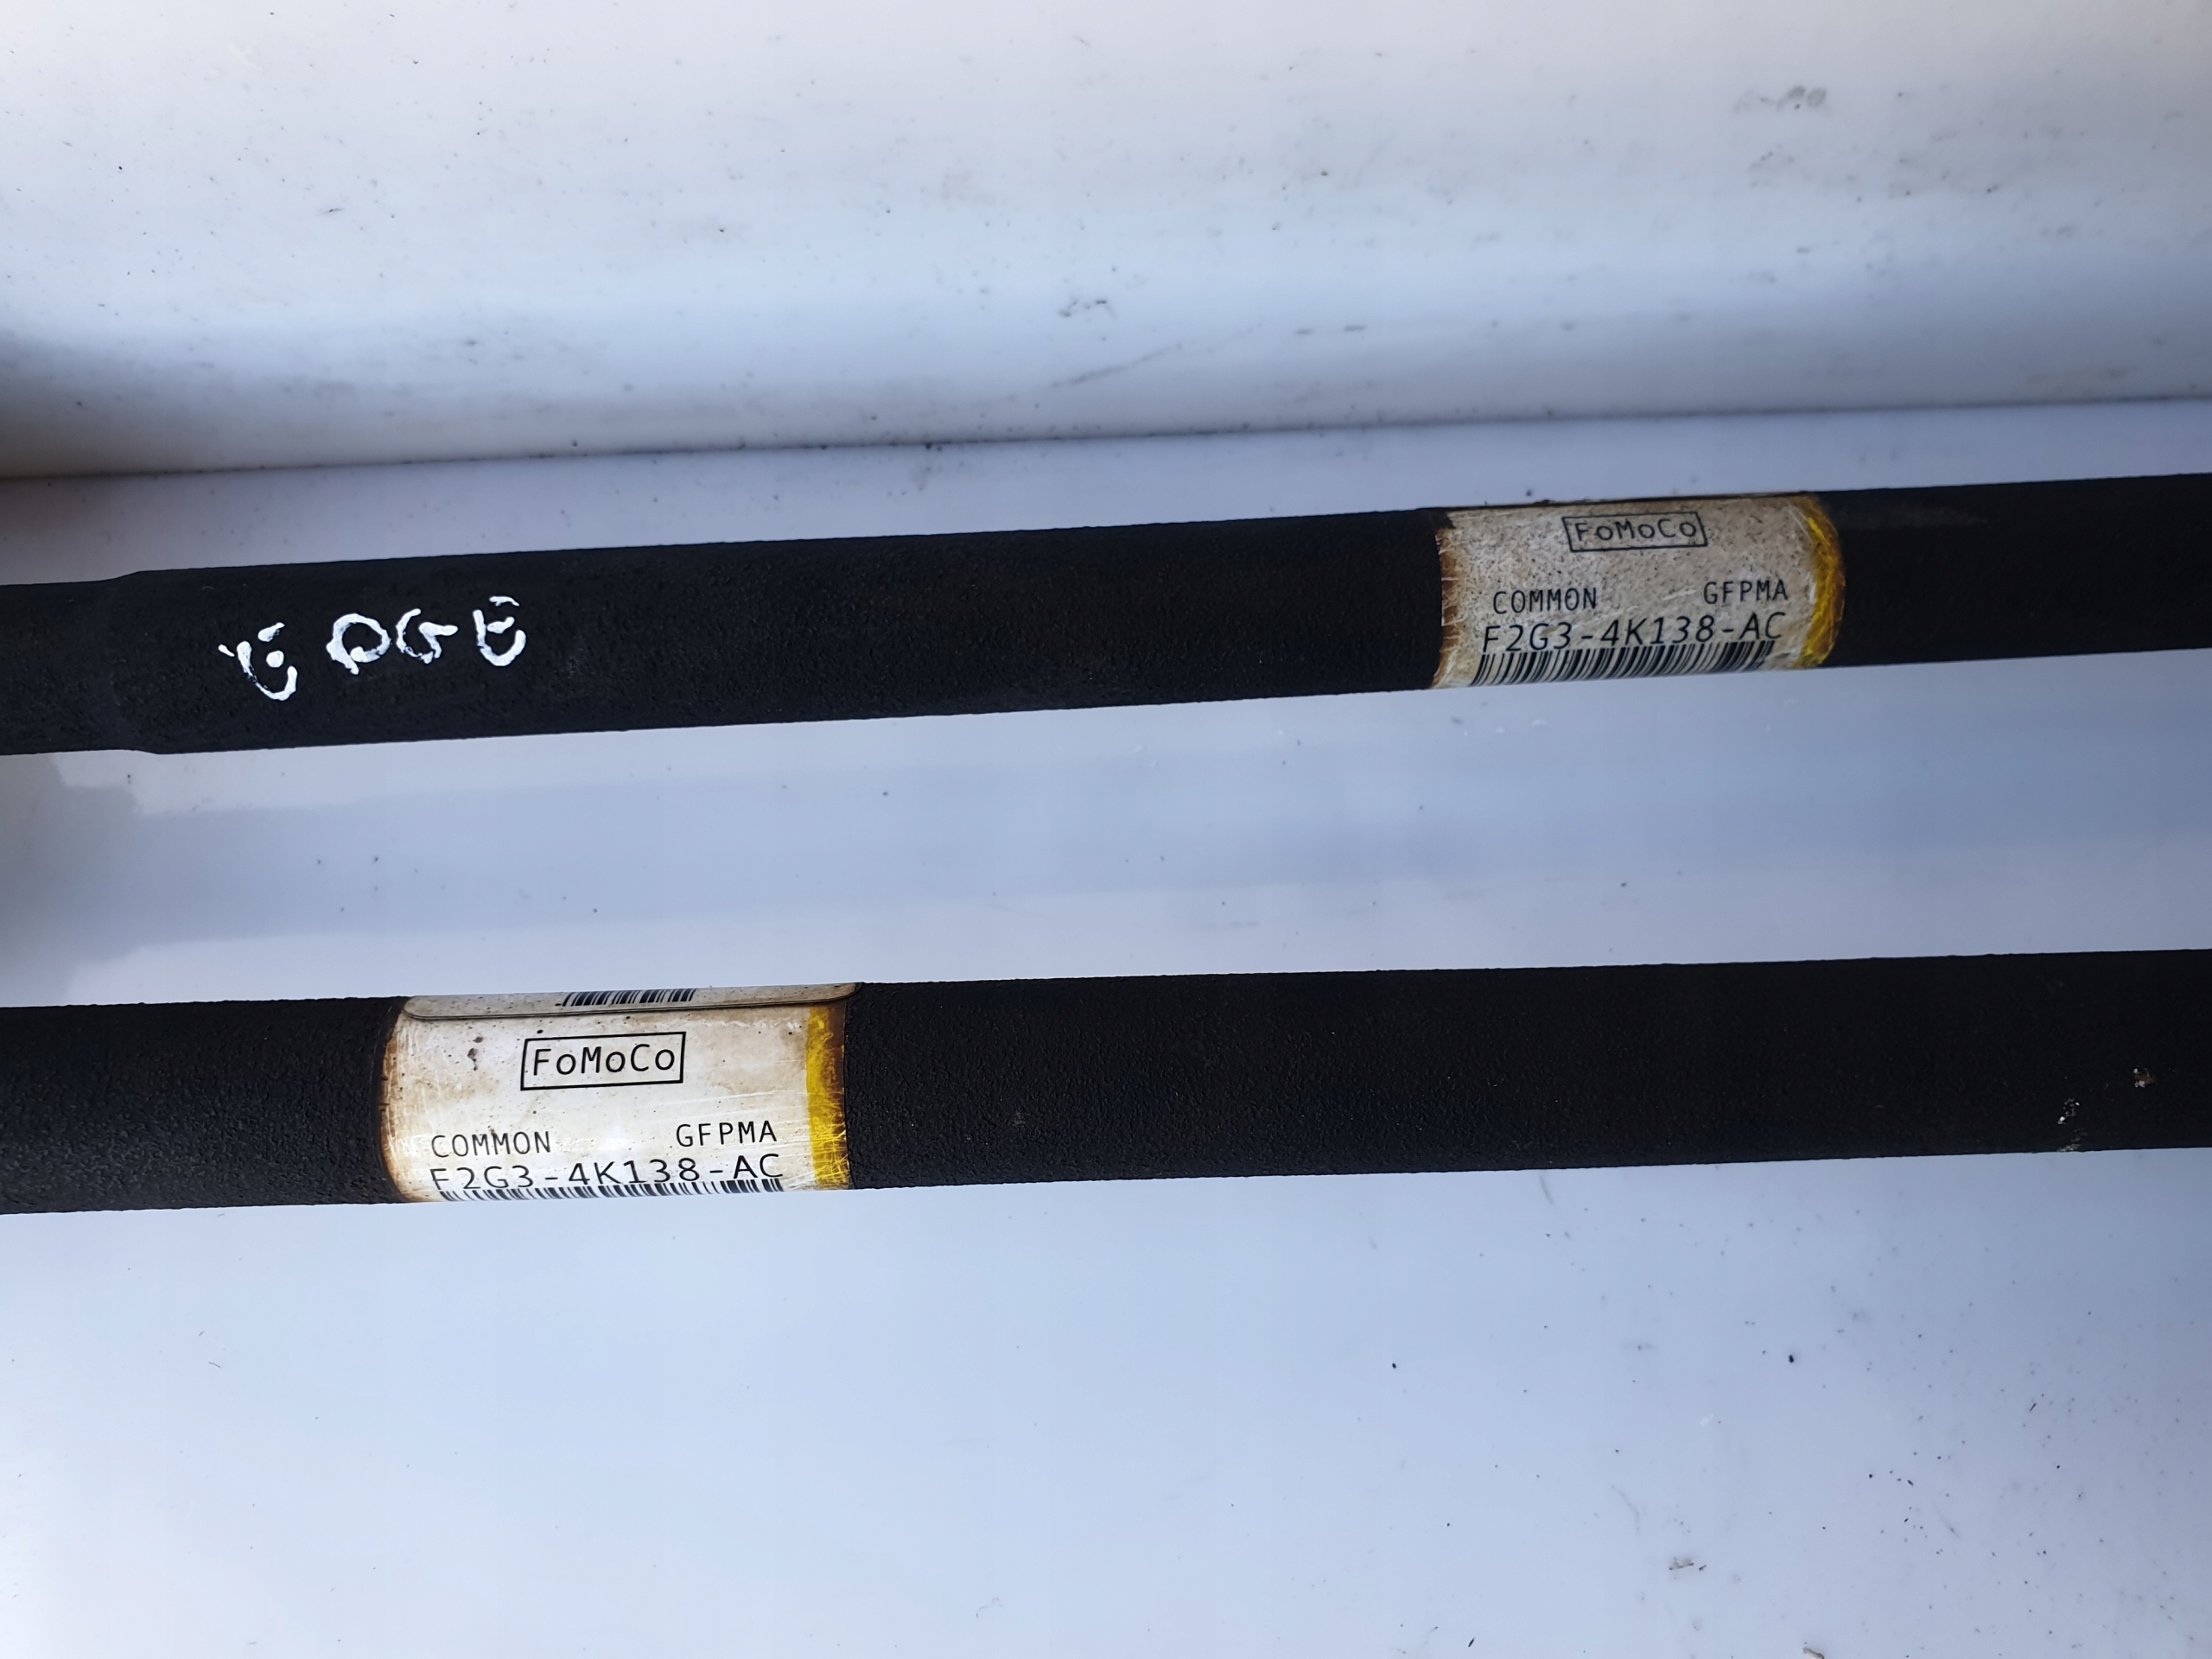 EDGE
FoMoCo
COMMON GFPMA
F2G3-4K138-AC
FoMoCo
COMMON GFPMA
F2G3-4K138-AC